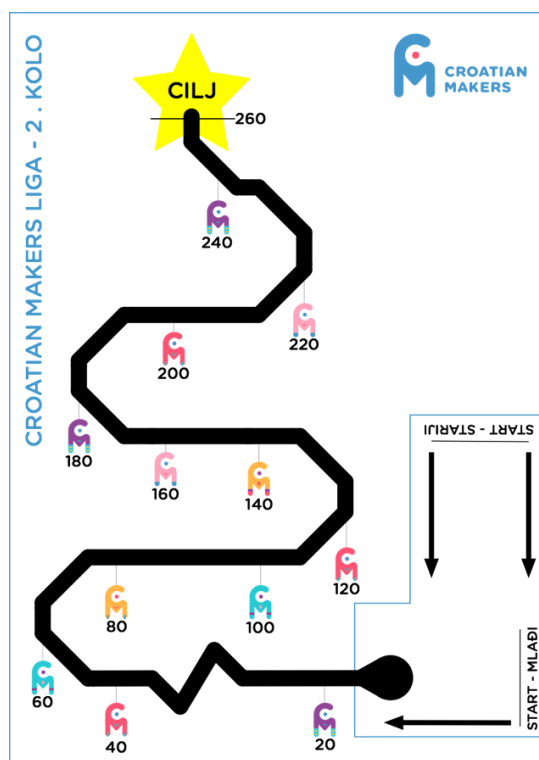 CROATIAN MAKERS LIGA - 2 . KOLO
CROATIAN
MAKERS
CILJ
260
240
220
200
180
160
140
120
80
100
60
40
20
START - STARIJI
START - MLAĐI